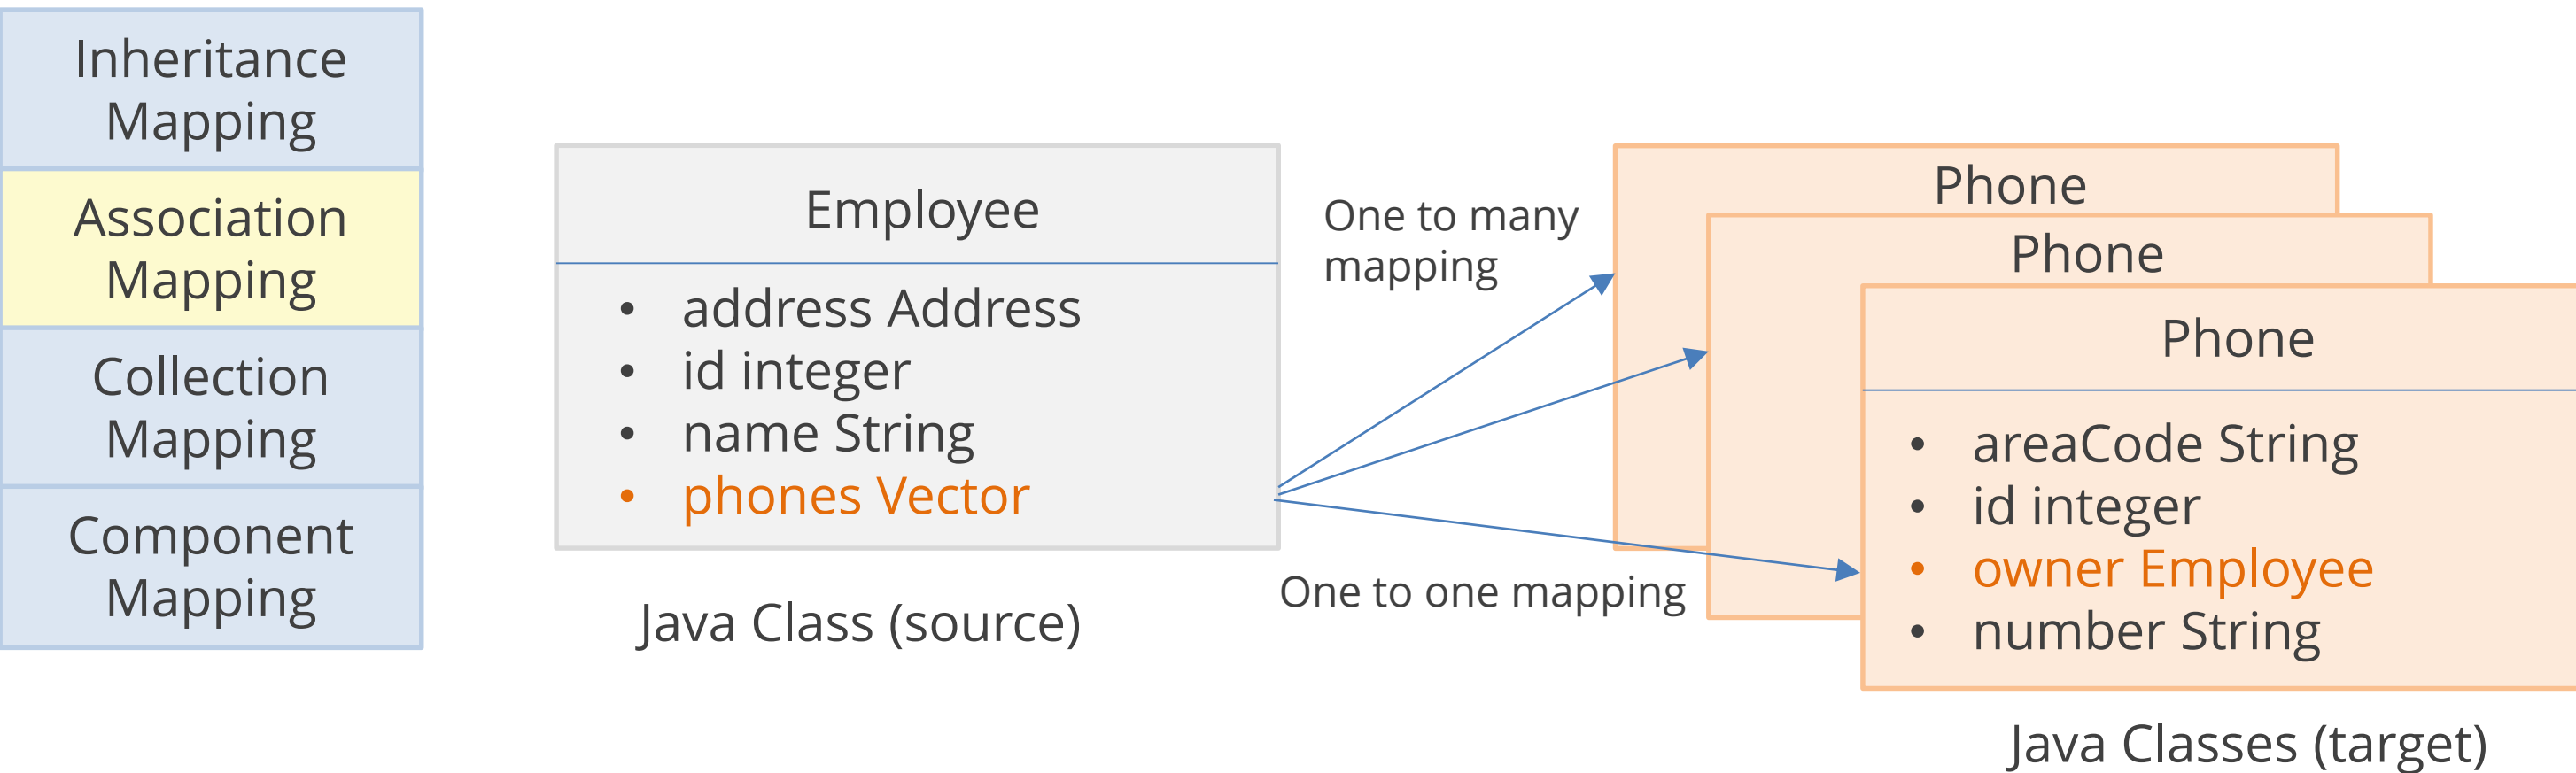 Inheritance
Mapping
Association
Mapping
Collection
Mapping
Component
Mapping
Employee
• address Address
• id integer
• name String
• phones Vector
Java Class (source)
One to many
mapping
One to one mapping
Phone
Phone
Phone
• areaCode String
• id integer
• owner Employee
• number String
Java Classes (target)